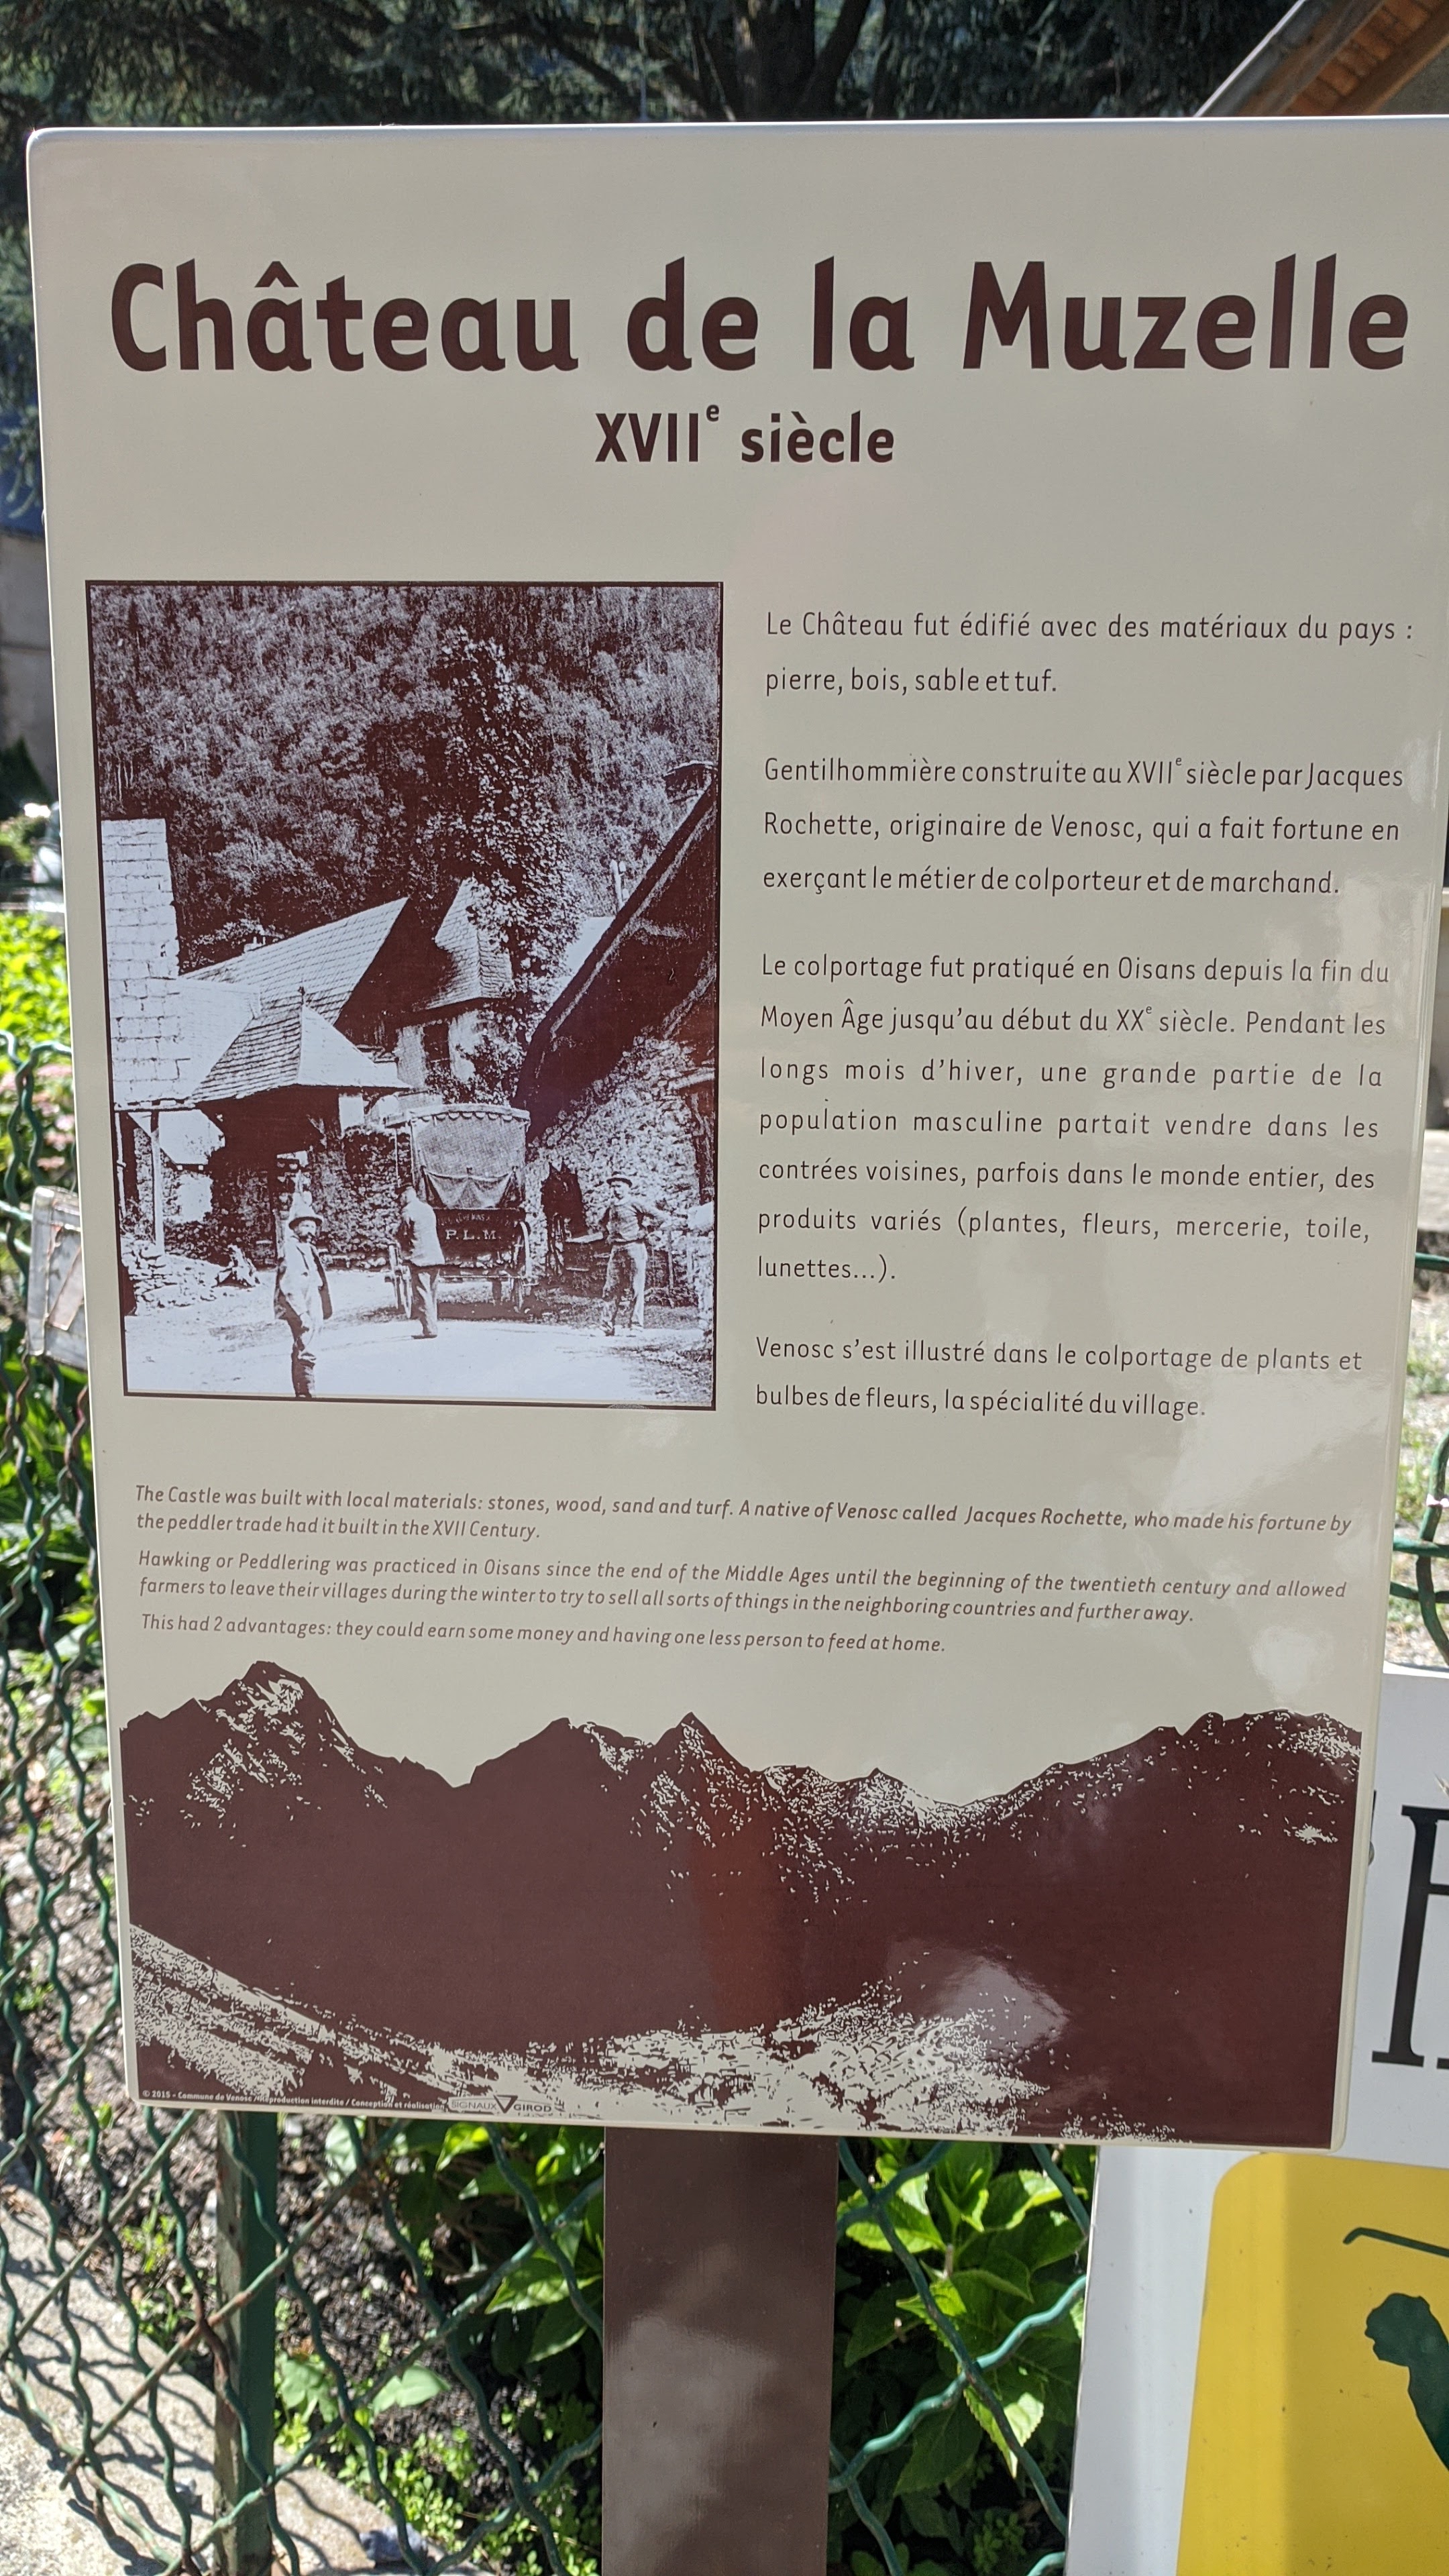 Château de la Muzelle
XVIIe siècle
Le Château fut édifié avec des matériaux du pays :
pierre, bois, sable et tuf.
Gentilhommière construite au XVIIe siècle par Jacques
Rochette, originaire de Venosc, qui a fait fortune en
exerçant le métier de colporteur et de marchand.
Le colportage fut pratiqué en Oisans depuis la fin du
Moyen Âge jusqu'au début du XXe siècle. Pendant les
longs mois d'hiver, une grande partie de la
population masculine partait vendre dans les
contrées voisines, parfois dans le monde entier, des
produits variés (plantes, fleurs, mercerie, toile,
lunettes...).
Venosc s'est illustré dans le colportage de plants et
bulbes de fleurs, la spécialité du village.
P.L.M.
The Castle was built with local materials: stones, wood, sand and turf. A native of Venosc called Jacques Rochette, who made his fortune by
the peddler trade had it built in the XVII Century.
Hawking or Peddlering was practiced in Oisans since the end of the Middle Ages until the beginning of the twentieth century and allowed
farmers to leave their villages during the winter to try to sell all sorts of things in the neighboring countries and further away.
This had 2 advantages: they could earn some money and having one less person to feed at home.
© 2015 - Commune de Venosc / Reproduction interdite / Conception et réalisation SIGNAUX GIROD